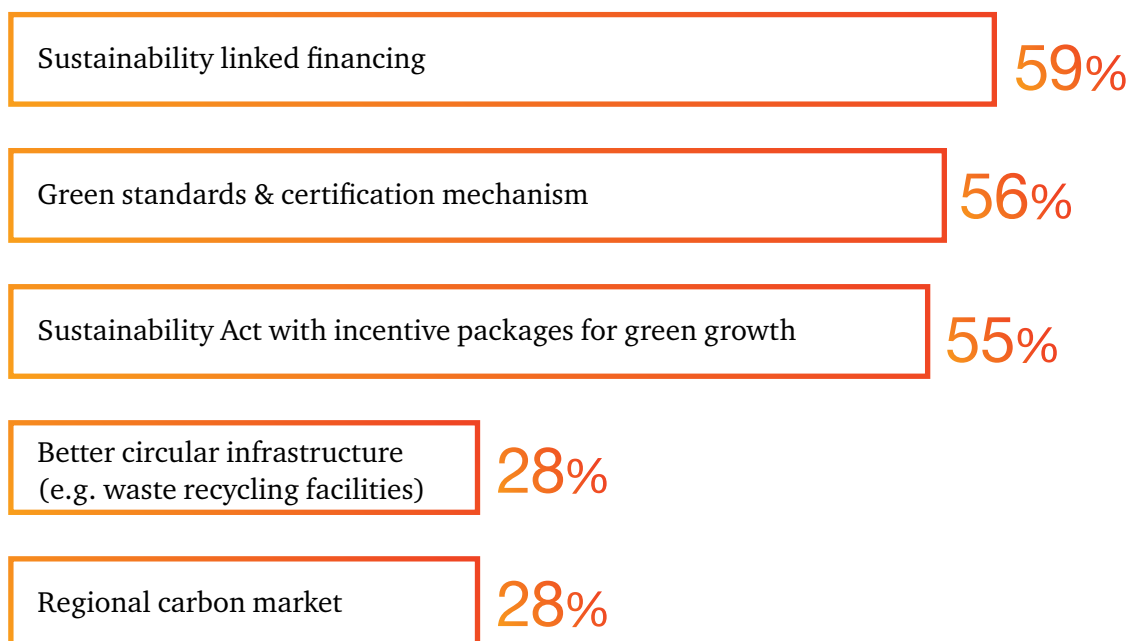 Sustainability linked financing
59%
Green standards & certification mechanism
56%
Sustainability Act with incentive packages for green growth
55%
Better circular infrastructure
(e.g. waste recycling facilities)
28%
Regional carbon market
28%